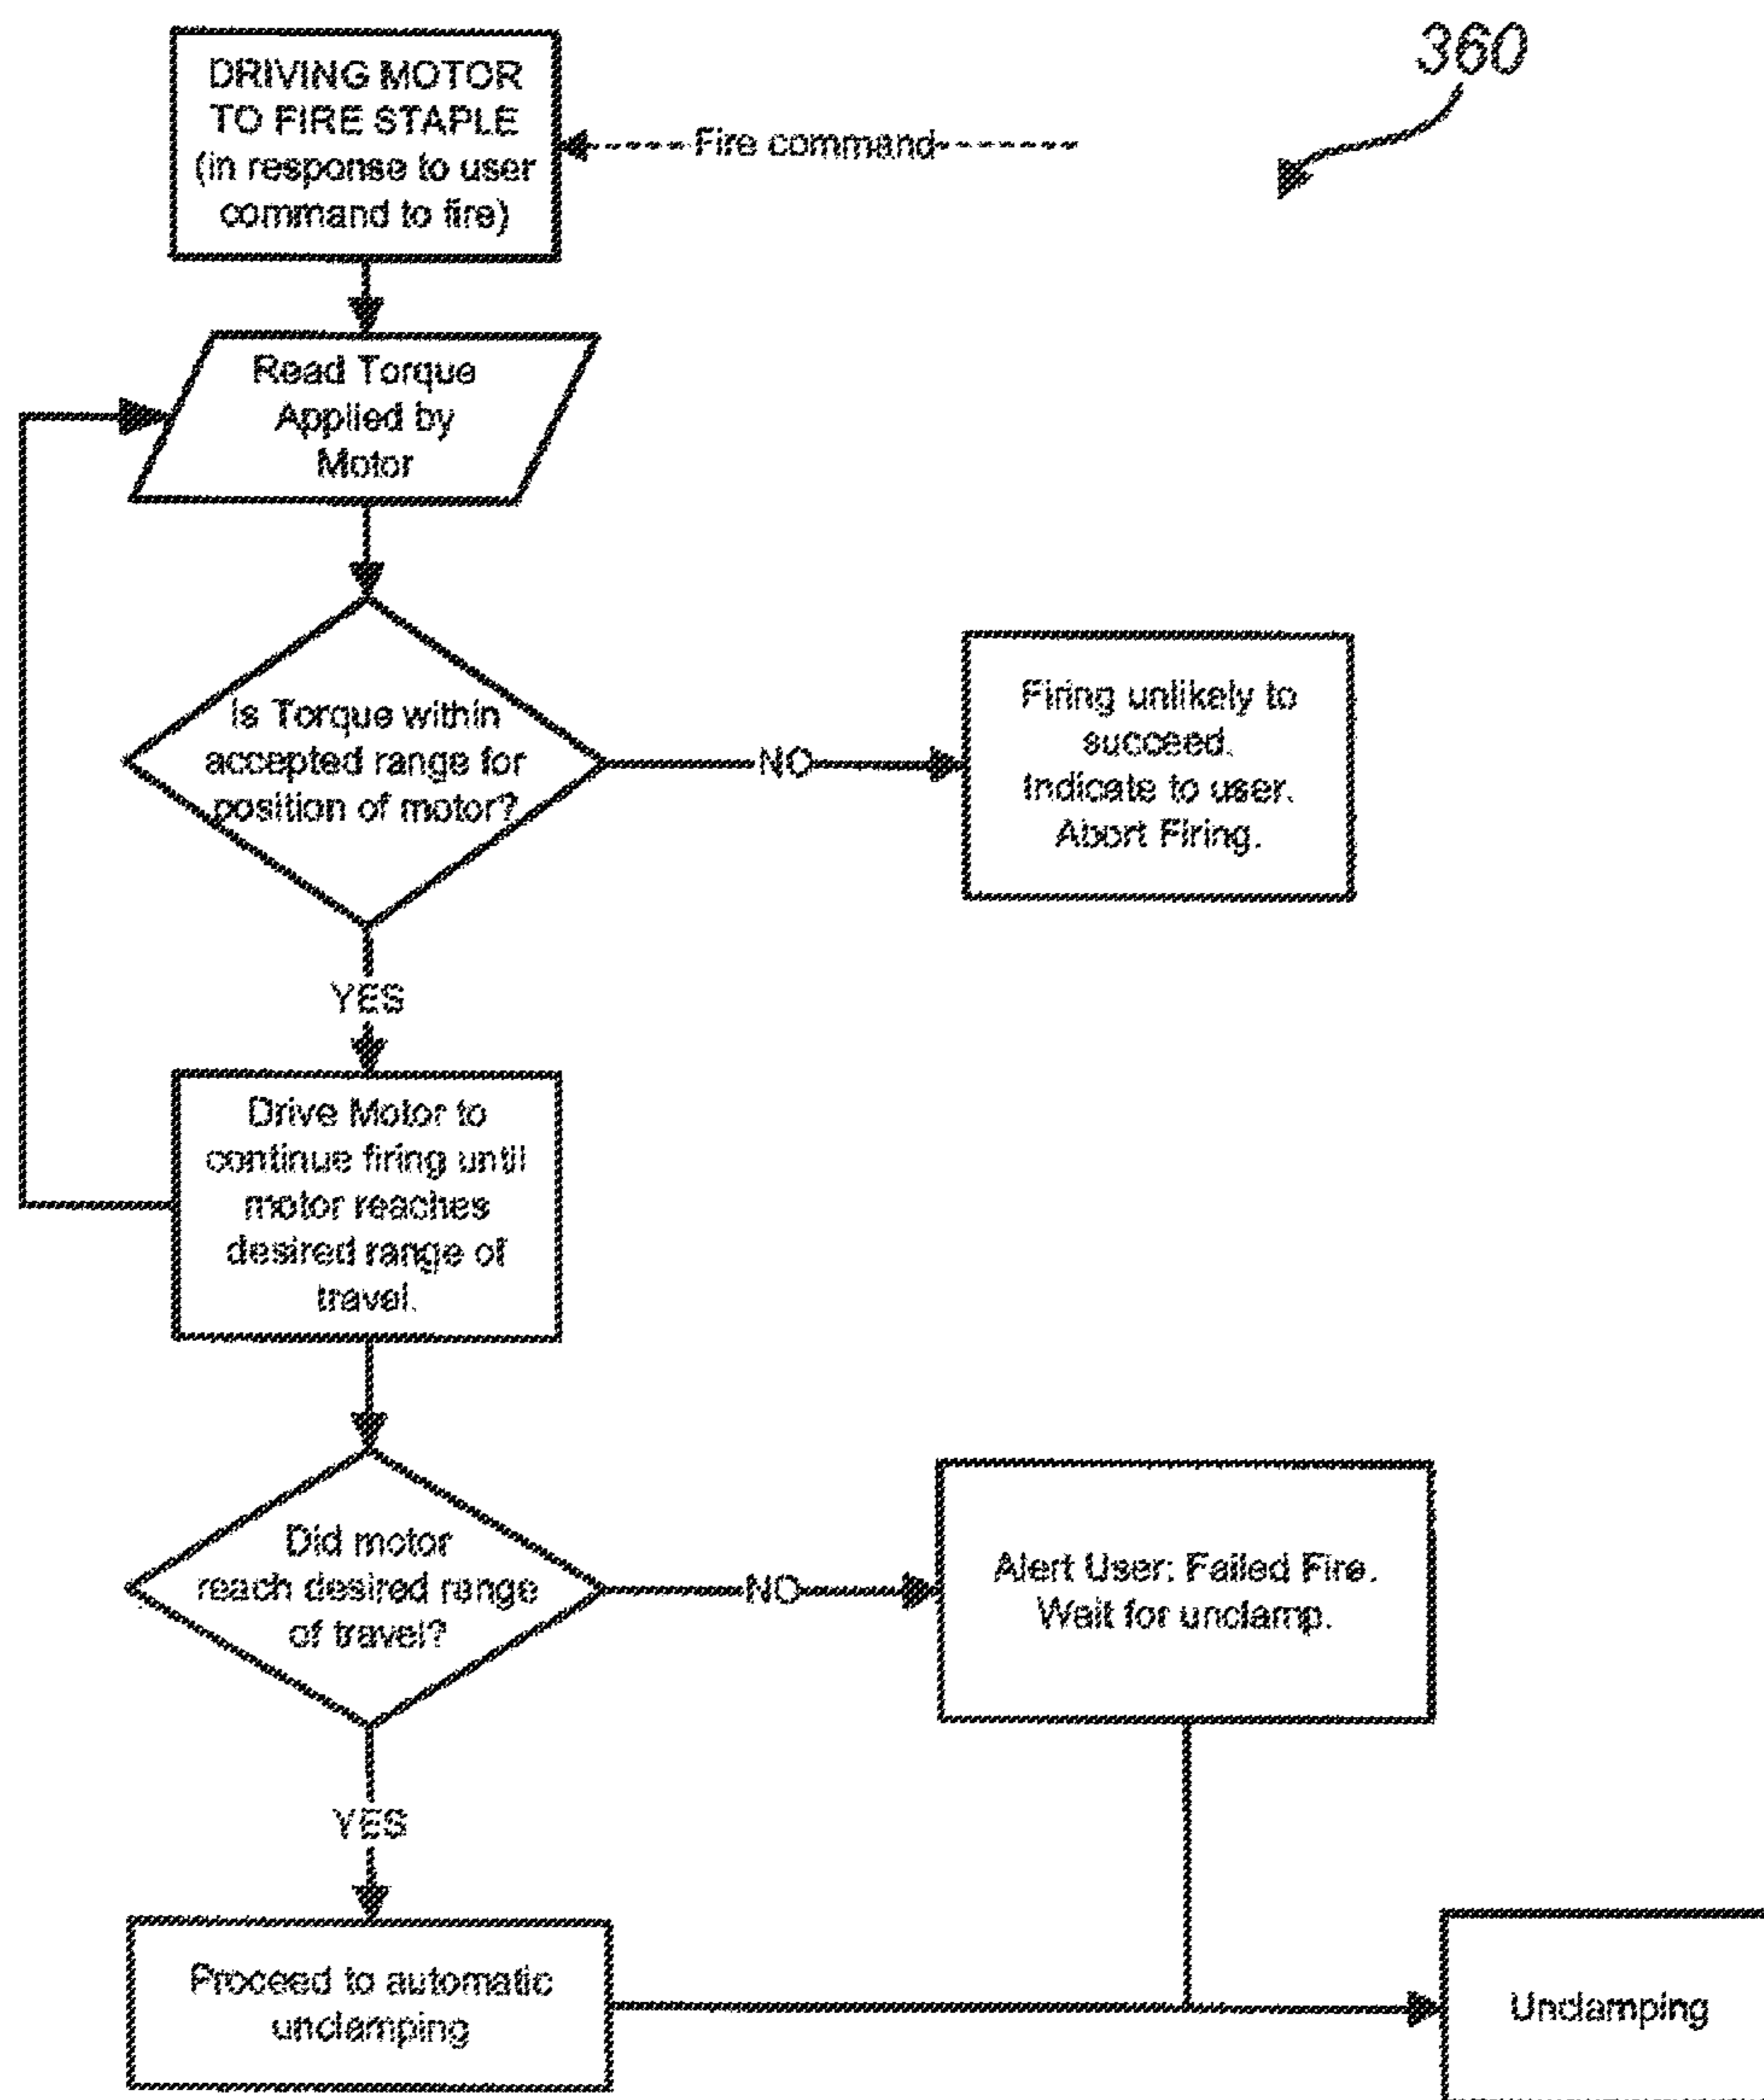 360
DRIVING MOTOR
TO FIRE STAPLE
(in response to user
command to fire)
Fire command
Read Torque
Applied by
Motor
Is Torque within
accepted range for
position of motor?
NO
Firing unlikely to
succeed.
Indicate to user.
Abort Firing.
YES
Drive Motor to
continue firing until
motor reaches
desired range of
travel.
Did motor
reach desired range
of travel?
NO
Alert User: Failed Fire.
Wait for unclamp.
YES
Proceed to automatic
unclamping
Unclamping